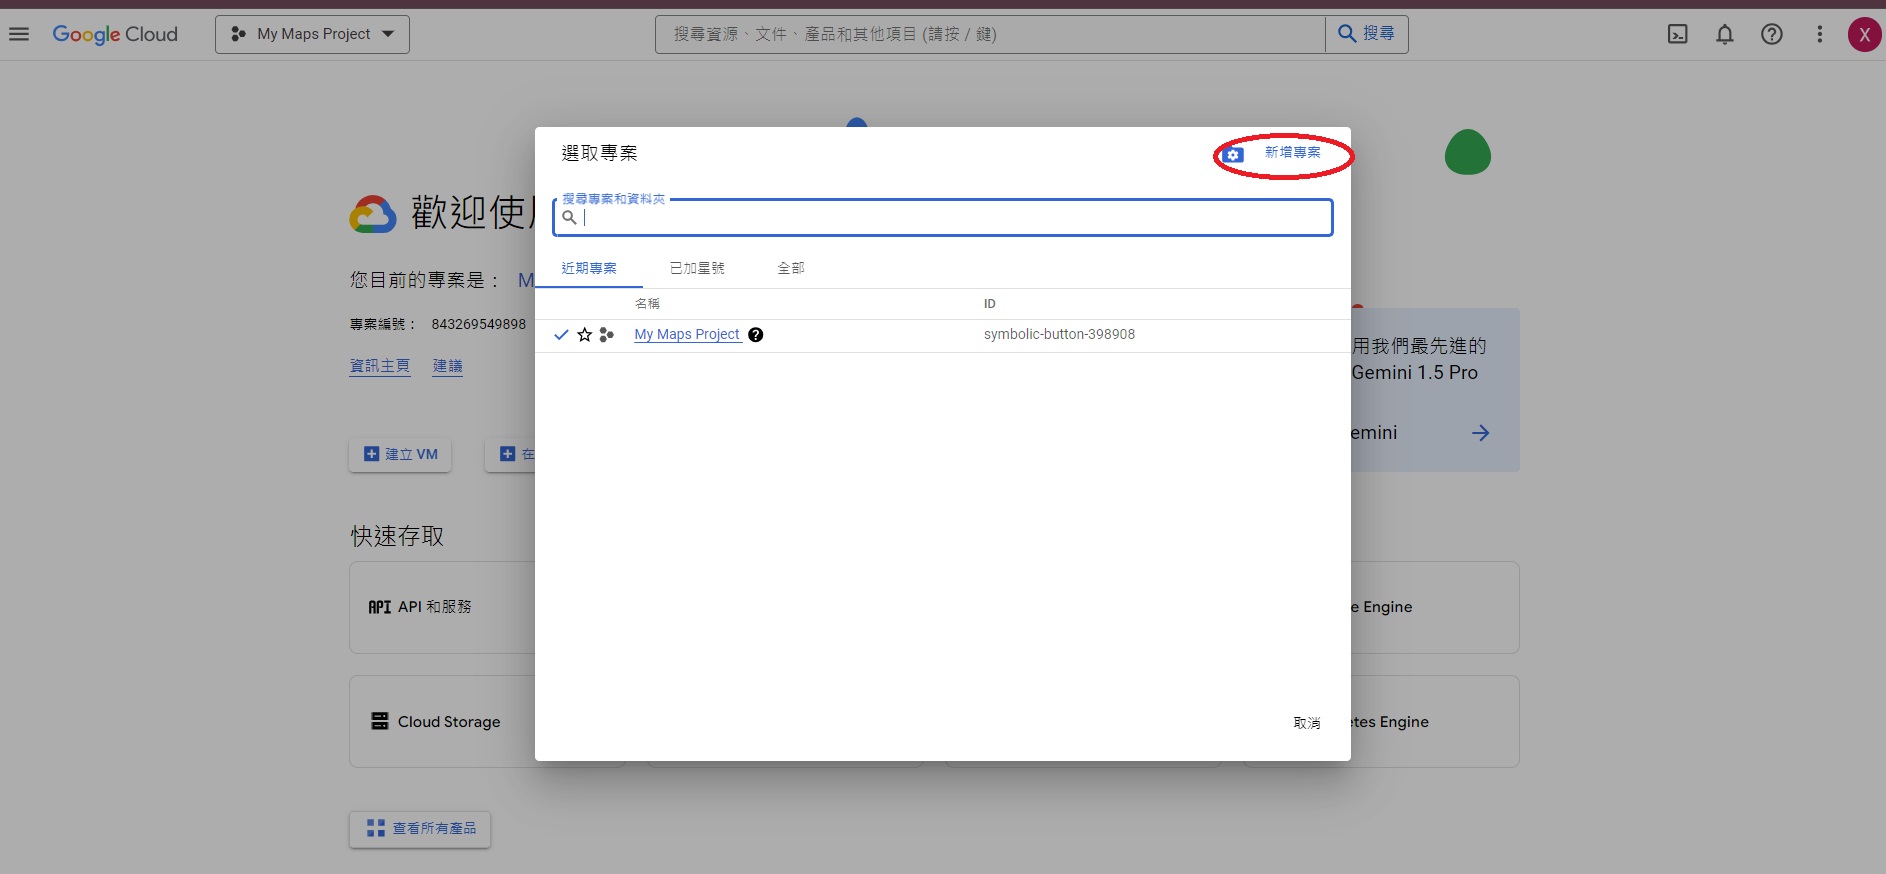 Google Cloud
My Maps Project
搜尋資源、文件、產品和其他項目 (請按 / 鍵)
搜尋
X
選取專案
新增專案
搜尋專案和資料夾
近期專案
已加星號
全部
名稱
ID
My Maps Project
symbolic-button-398908
取消
歡迎使
您目前的專案是：
M
專案編號： 843269549898
資訊主頁
建議
建立 VM
在
用我們最先進的
Gemini 1.5 Pro
emini
快速存取
API API 和服務
e Engine
Cloud Storage
etes Engine
查看所有產品